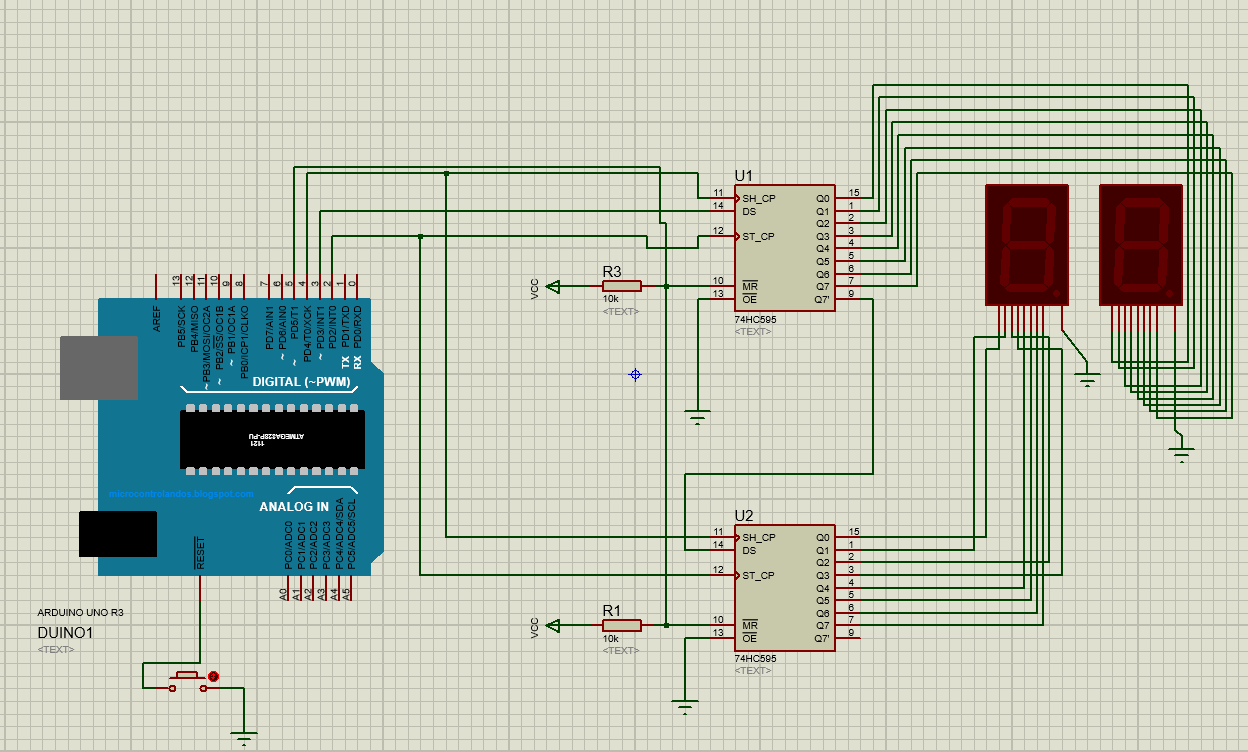 U1
11
SH_CP
Q0
15
14
DS
Q1
1
Q2
2
12
ST_CP
Q3
3
Q4
4
Q5
5
Q6
6
10
MR
Q7
7
13
OE
Q7'
9
74HC595
<TEXT>
VCC
R3
10k
<TEXT>
13
12
11
10
9
8
7
6
5
4
3
2
1
0
AREF
PB5/SCK
PB4/MISO
~PB3/MOSI/OC2A
~ PB2/SS/OC1B
~ PB1/OC1A
PB0/ICP1/CLKO
PD7/AIN1
~ PD6/AIN0
~ PD5/T1
PD4/T0/XCK
~ PD3/INT1
PD2/INT0
TX PD1/TXD
RX PD0/RXD
DIGITAL (~PWM)
ATMEGA328P-PU
1121
microcontrolandos.blogspot.com
ANALOG IN
RESET
PC0/ADC0
PC1/ADC1
PC2/ADC2
PC3/ADC3
PC4/ADC4/SDA
PC5/ADC5/SCL
A0
A1
A2
A3
A4
A5
ARDUINO UNO R3
DUINO1
<TEXT>
U2
11
SH_CP
Q0
15
14
DS
Q1
1
Q2
2
12
ST_CP
Q3
3
Q4
4
Q5
5
Q6
6
10
MR
Q7
7
13
OE
Q7'
9
74HC595
<TEXT>
VCC
R1
10k
<TEXT>